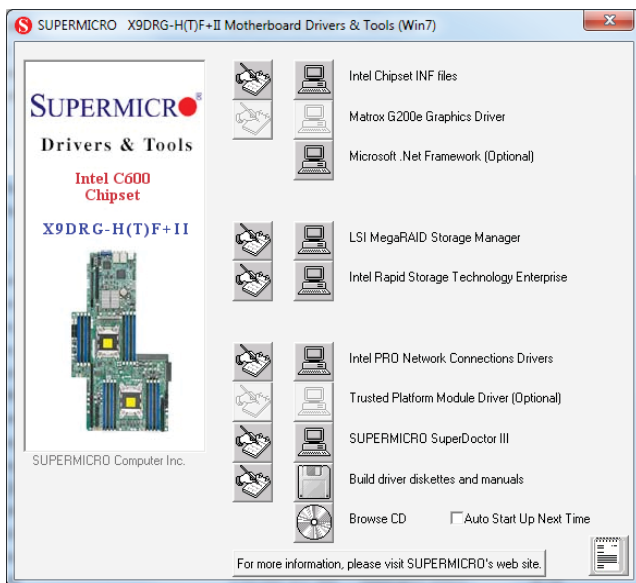 SUPERMICRO X9DRG-H(T)F+II Motherboard Drivers & Tools (Win7)
SUPERMICRO®
Drivers & Tools
Intel C600
Chipset
X9DRG-H(T)F+II
SUPERMICRO Computer Inc.
Intel Chipset INF files
Matrox G200e Graphics Driver
Microsoft .Net Framework (Optional)
LSI MegaRAID Storage Manager
Intel Rapid Storage Technology Enterprise
Intel PRO Network Connections Drivers
Trusted Platform Module Driver (Optional)
SUPERMICRO SuperDoctor III
Build driver diskettes and manuals
Browse CD Auto Start Up Next Time
For more information, please visit SUPERMICRO's web site.